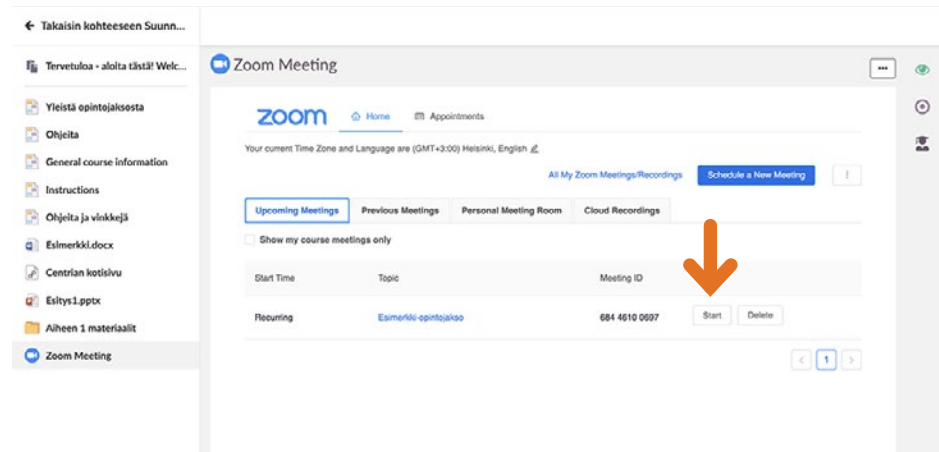 Takaisin kohteeseen Suunn...
Tervetuloa - aloita tästä! Welc...
Yleistä opintojaksosta
Ohjeita
General course information
Instructions
Ohjeita ja vinkkejä
Esimerkki.docx
Centrian kotisivu
Esitys1.pptx
Aiheen 1 materiaalit
Zoom Meeting
Zoom Meeting
zoom Home Appointments
Your current Time Zone and Language are (GMT+3:00) Helsinki, English
All My Zoom Meetings/Recordings Schedule a New Meeting
Upcoming Meetings Previous Meetings Personal Meeting Room Cloud Recordings
Show my course meetings only
Start Time Topic Meeting ID
Recurring Esimerkki-opintojakso 684 4610 0697 Start Delete
< 1 >